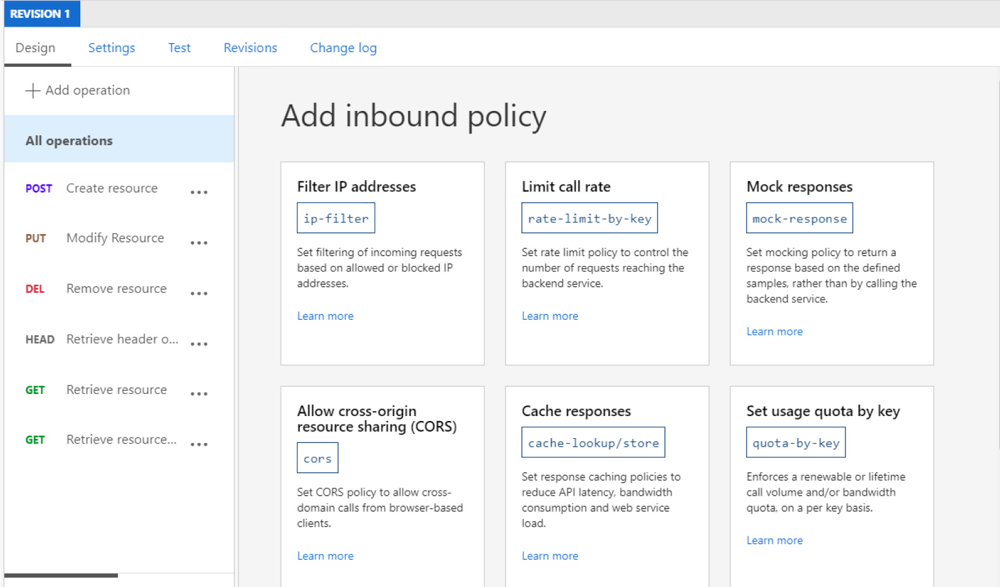 REVISION 1
Design Settings Test Revisions Change log
+ Add operation
All operations
POST Create resource ...
PUT Modify Resource ...
DEL Remove resource ...
HEAD Retrieve header o... ...
GET Retrieve resource ...
GET Retrieve resource... ...
Add inbound policy
Filter IP addresses
ip-filter
Set filtering of incoming requests
based on allowed or blocked IP
addresses.
Learn more
Limit call rate
rate-limit-by-key
Set rate limit policy to control the
number of requests reaching the
backend service.
Learn more
Mock responses
mock-response
Set mocking policy to return a
response based on the defined
samples, rather than by calling the
backend service.
Learn more
Allow cross-origin
resource sharing (CORS)
cors
Set CORS policy to allow cross-
domain calls from browser-based
clients.
Learn more
Cache responses
cache-lookup/store
Set response caching policies to
reduce API latency, bandwidth
consumption and web service
load.
Learn more
Set usage quota by key
quota-by-key
Enforces a renewable or lifetime
call volume and/or bandwidth
quota, on a per key basis.
Learn more